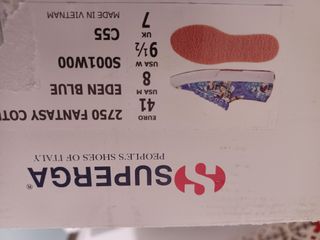 SUPERGA®
PEOPLE'S SHOES OF ITALY
2750 FANTASY COT
EURO 41
USA M 8
USA W 9½
UK 7
EDEN BLUE
S001W00
C55
MADE IN VIETNAM